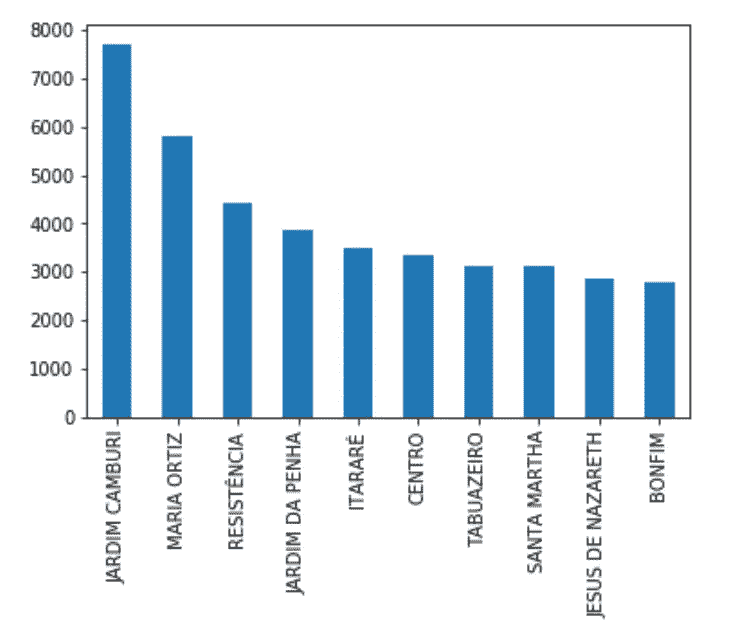 8000
7000
6000
5000
4000
3000
2000
1000
0
JARDIM CAMBURI
MARIA ORTIZ
RESISTÊNCIA
JARDIM DA PENHA
ITARARÉ
CENTRO
TABUAZEIRO
SANTA MARTHA
JESUS DE NAZARETH
BONFIM